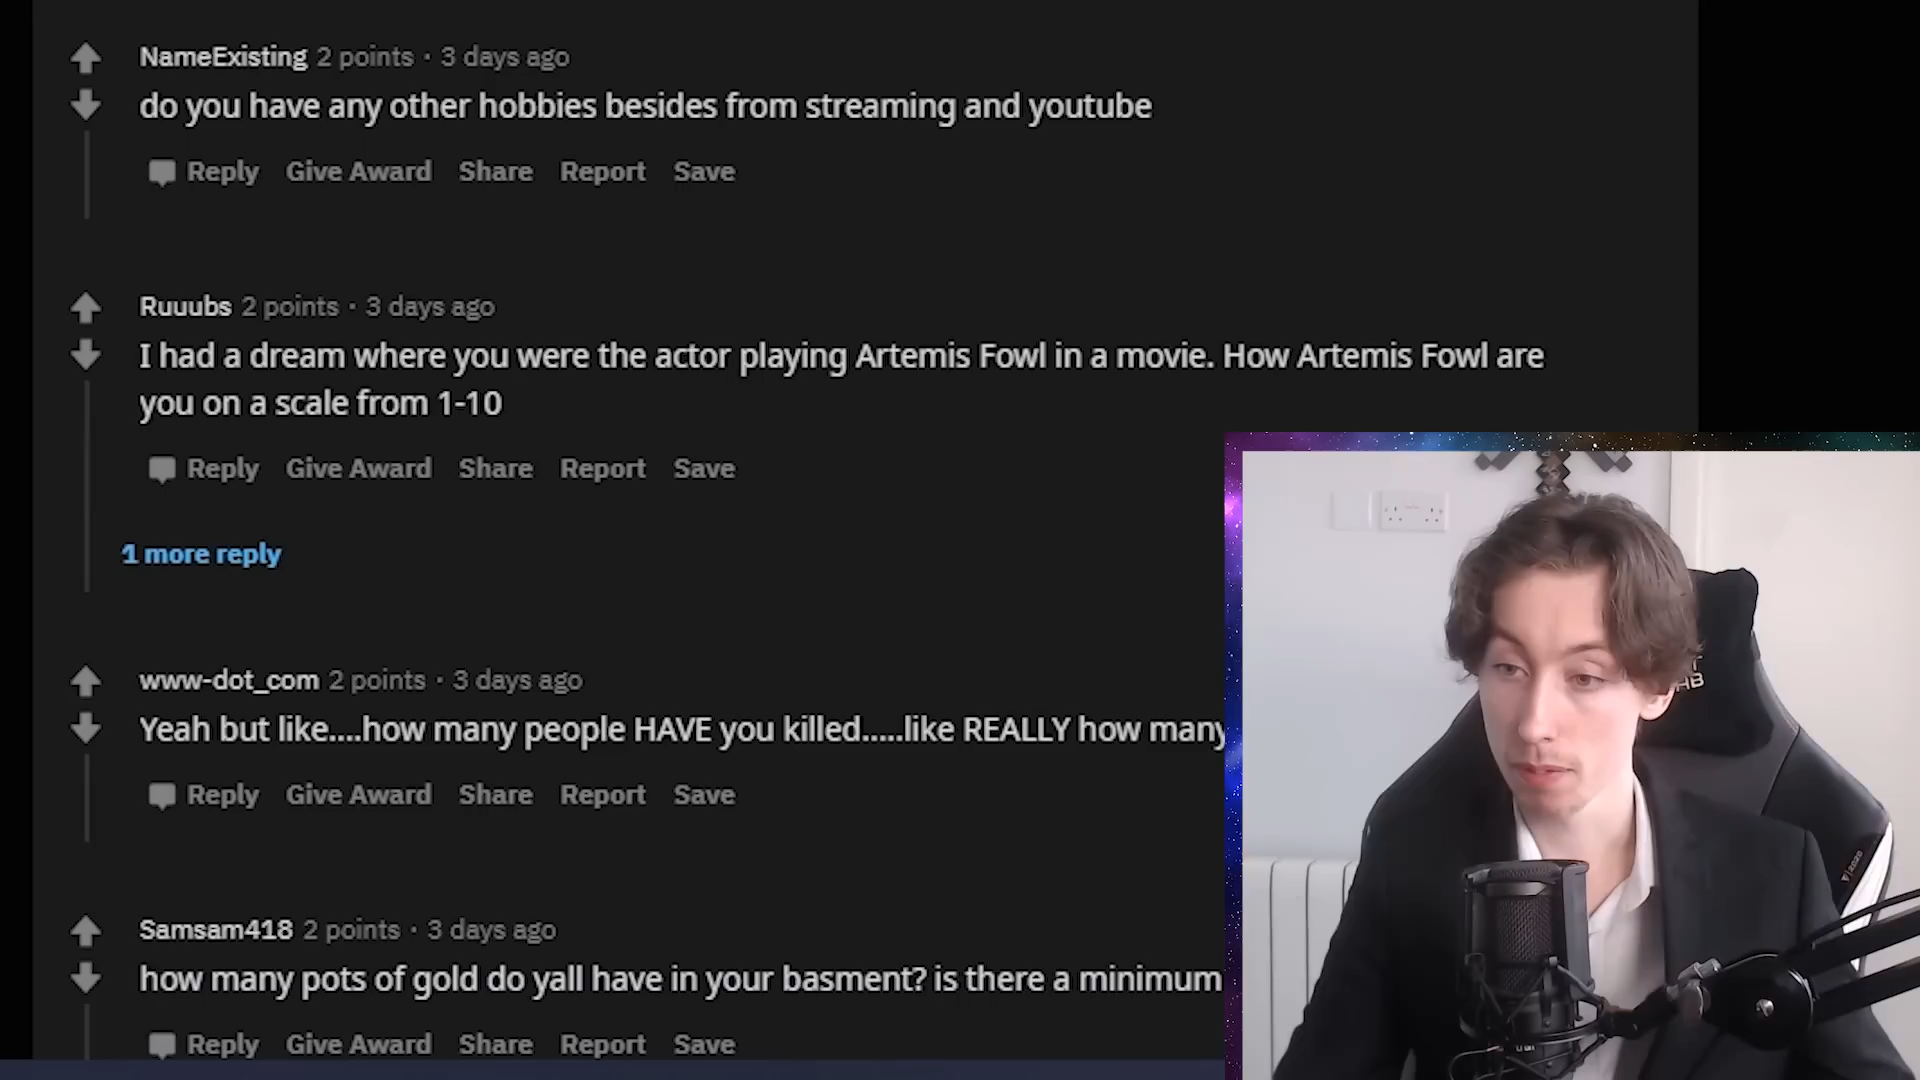 NameExisting 2 points · 3 days ago
do you have any other hobbies besides from streaming and youtube
Reply Give Award Share Report Save
Ruuubs 2 points · 3 days ago
I had a dream where you were the actor playing Artemis Fowl in a movie. How Artemis Fowl are
you on a scale from 1-10
Reply Give Award Share Report Save
1 more reply
www-dot_com 2 points · 3 days ago
Yeah but like....how many people HAVE you killed.....like REALLY how many
Reply Give Award Share Report Save
Samsam418 2 points · 3 days ago
how many pots of gold do yall have in your basment? is there a minimum
Reply Give Award Share Report Save